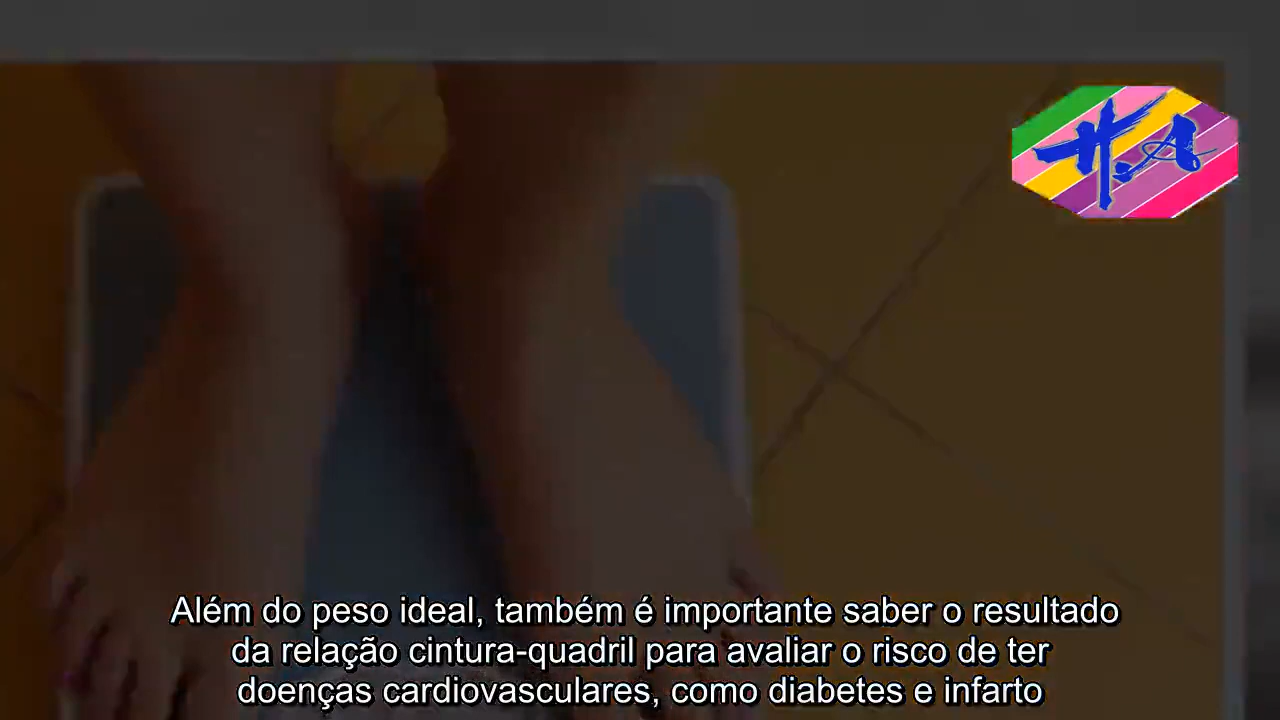 H.A
Além do peso ideal, também é importante saber o resultado
da relação cintura-quadril para avaliar o risco de ter
doenças cardiovasculares, como diabetes e infarto